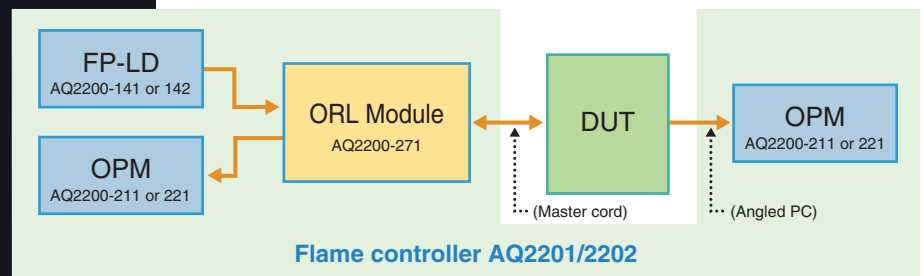 FP-LD
AQ2200-141 or 142
OPM
AQ2200-211 or 221
ORL Module
AQ2200-271
DUT
OPM
AQ2200-211 or 221
(Master cord)
(Angled PC)
Flame controller AQ2201/2202